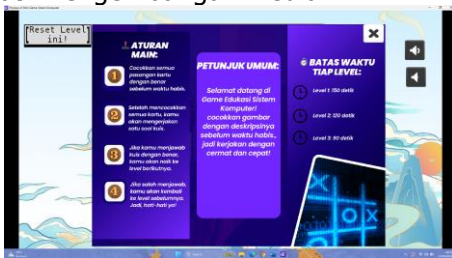 [Reset Level
ini!]
ATURAN
MAIN:
1
Cocokkan semua
pasangan kartu
dengan benar
sebelum waktu habis.
2
Setelah mencocokkan
semua kartu, kamu
akan mengerjakan
satu soal kuis.
3
Jika kamu menjawab
kuis dengan benar,
kamu akan naik ke
level berikutnya.
4
Jika salah menjawab,
kamu akan kembali
ke level sebelumnya.
Jadi, hati-hati ya!
PETUNJUK UMUM:
Selamat datang di
Game Edukasi Sistem
Komputer!
cocokkan gambar
dengan deskripsinya
sebelum waktu habis.,
jadi kerjakan dengan
cermat dan cepat!
BATAS WAKTU
TIAP LEVEL:
Level 1: 150 detik
Level 2: 120 detik
Level 3: 90 detik